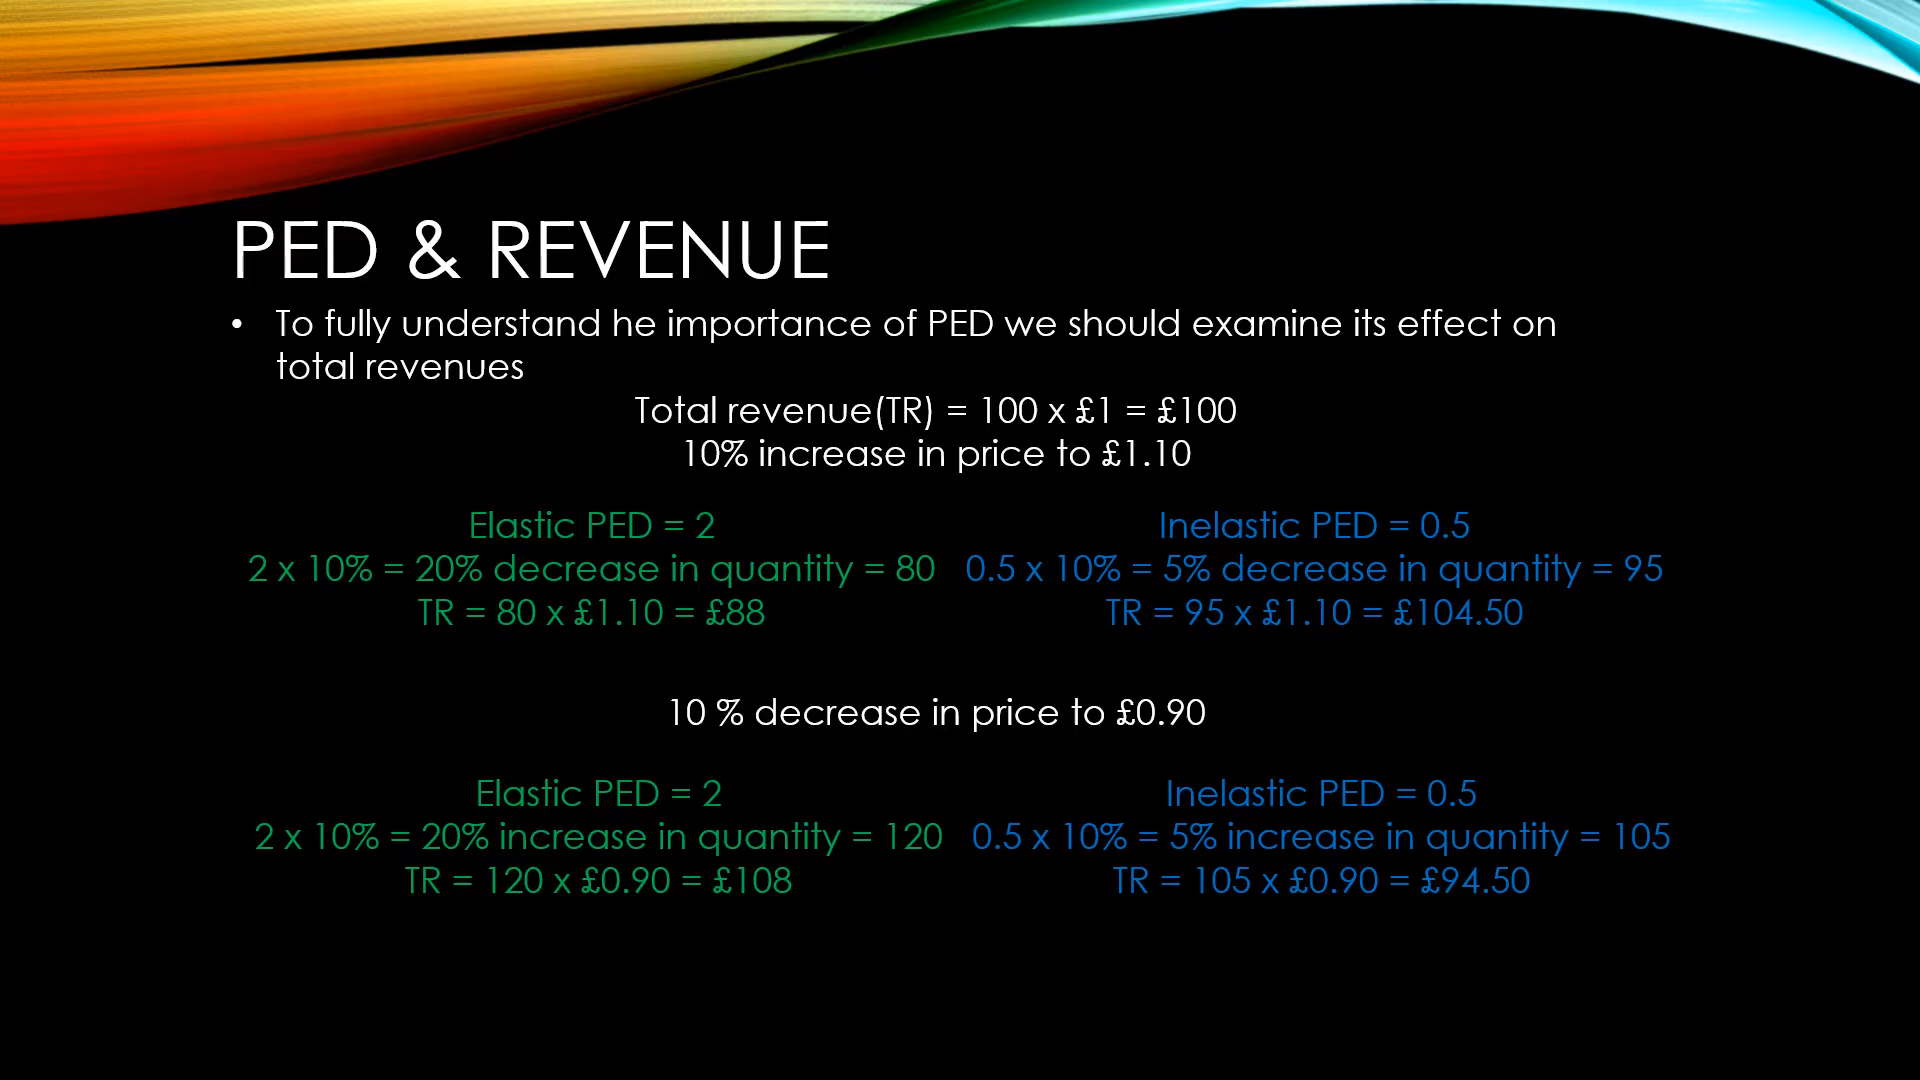 PED & REVENUE
• To fully understand he importance of PED we should examine its effect on
total revenues
Total revenue(TR) = 100 x £1 = £100
10% increase in price to £1.10
Elastic PED = 2
2 x 10% = 20% decrease in quantity = 80
TR = 80 x £1.10 = £88
Inelastic PED = 0.5
0.5 x 10% = 5% decrease in quantity = 95
TR = 95 x £1.10 = £104.50
10 % decrease in price to £0.90
Elastic PED = 2
2 x 10% = 20% increase in quantity = 120
TR = 120 x £0.90 = £108
Inelastic PED = 0.5
0.5 x 10% = 5% increase in quantity = 105
TR = 105 x £0.90 = £94.50